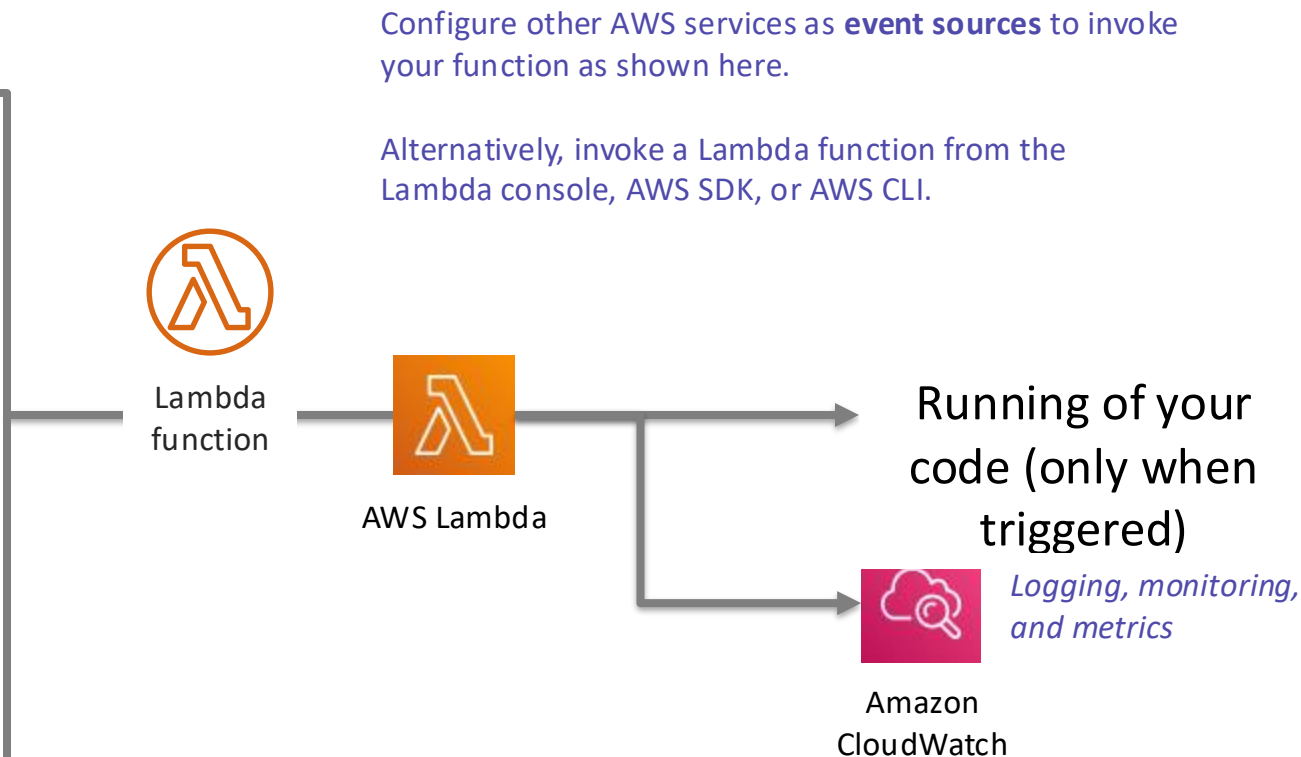 Configure other AWS services as event sources to invoke
your function as shown here.
Alternatively, invoke a Lambda function from the
Lambda console, AWS SDK, or AWS CLI.
Lambda
function
AWS Lambda
Running of your
code (only when
triggered)
Logging, monitoring,
and metrics
Amazon
CloudWatch